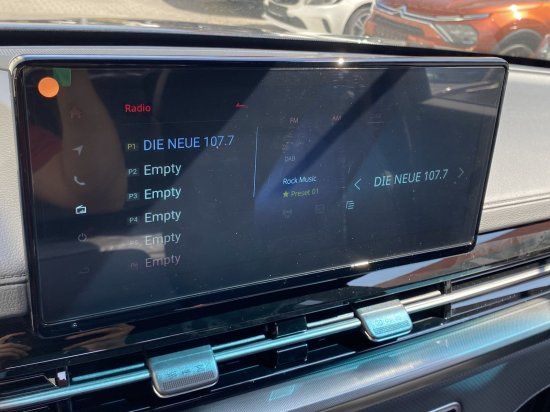 Radio
FM AM
P1 DIE NEUE 107.7
DAB
P2 Empty
Rock Music
DIE NEUE 107.7
P3 Empty
★ Preset 01
P4 Empty
P5 Empty
P6 Empty